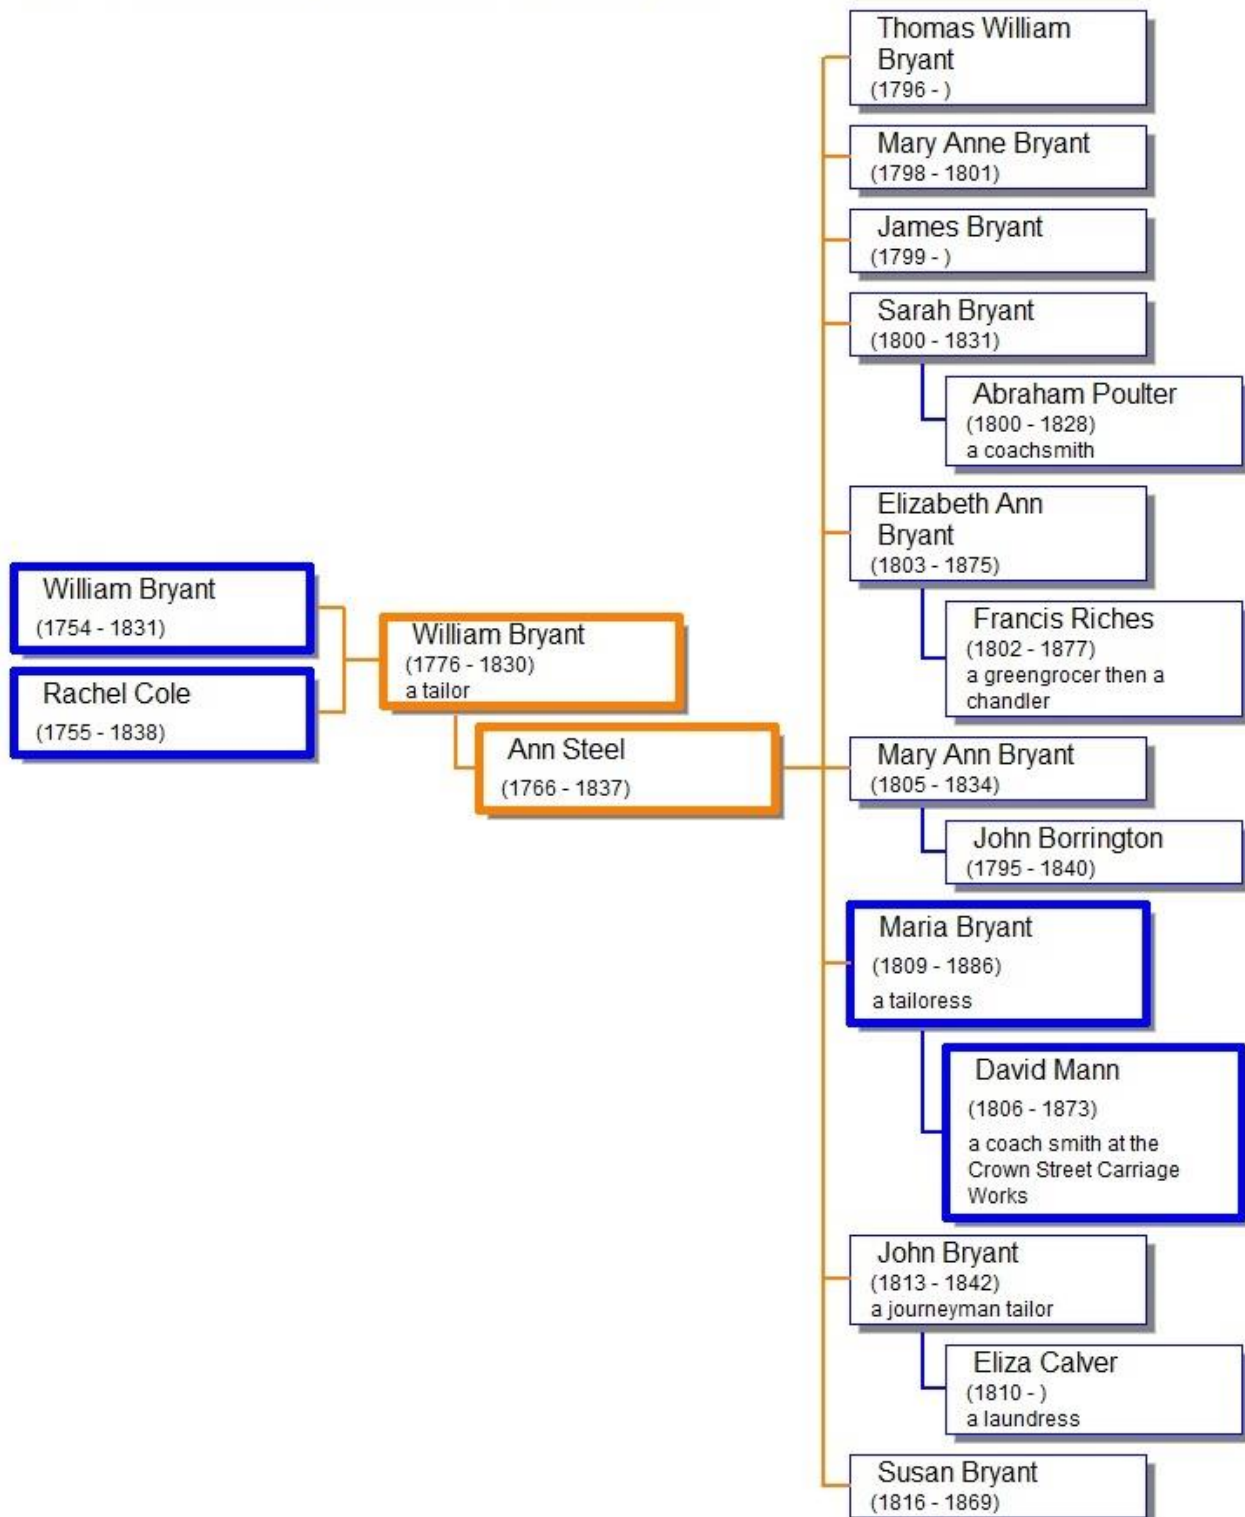 William Bryant
(1754 - 1831)
Rachel Cole
(1755 - 1838)
William Bryant
(1776 - 1830)
a tailor
Ann Steel
(1766 - 1837)
Thomas William
Bryant
(1796 - )
Mary Anne Bryant
(1798 - 1801)
James Bryant
(1799 - )
Sarah Bryant
(1800 - 1831)
Abraham Poulter
(1800 - 1828)
a coachsmith
Elizabeth Ann
Bryant
(1803 - 1875)
Francis Riches
(1802 - 1877)
a greengrocer then a
chandler
Mary Ann Bryant
(1805 - 1834)
John Borrington
(1795 - 1840)
Maria Bryant
(1809 - 1886)
a tailoress
David Mann
(1806 - 1873)
a coach smith at the
Crown Street Carriage
Works
John Bryant
(1813 - 1842)
a journeyman tailor
Eliza Calver
(1810 - )
a laundress
Susan Bryant
(1816 - 1869)